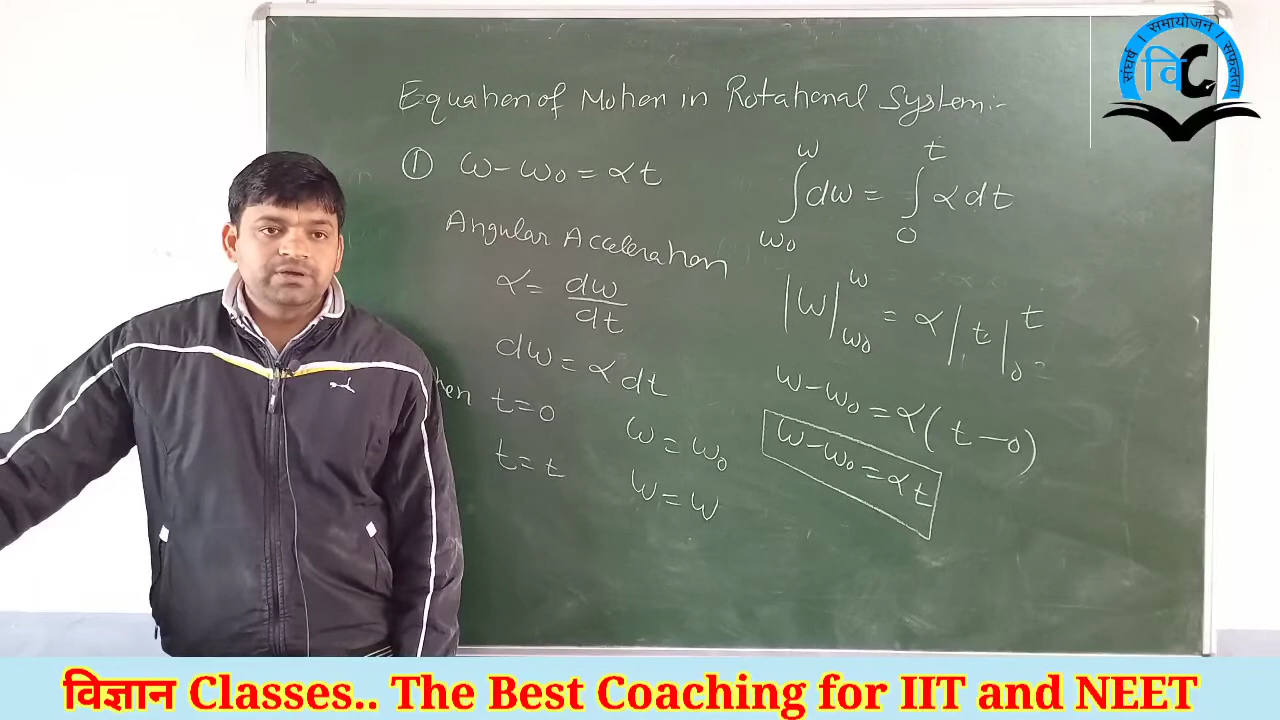 Equation of Motion in Rotational System:-
① ω - ω₀ = αt
Angular Acceleration
α = dω/dt
dω = α dt
hen t = 0 ω = ω₀
t = t ω = ω
∫_{ω₀}^{ω} dω = ∫_{0}^{t} α dt
|ω|_{ω₀}^{ω} = α |t|_{0}^{t}
ω - ω₀ = α(t - 0)
ω - ω₀ = αt
संघर्ष । समायोजन । सफलता
वि C
विज्ञान Classes.. The Best Coaching for IIT and NEET